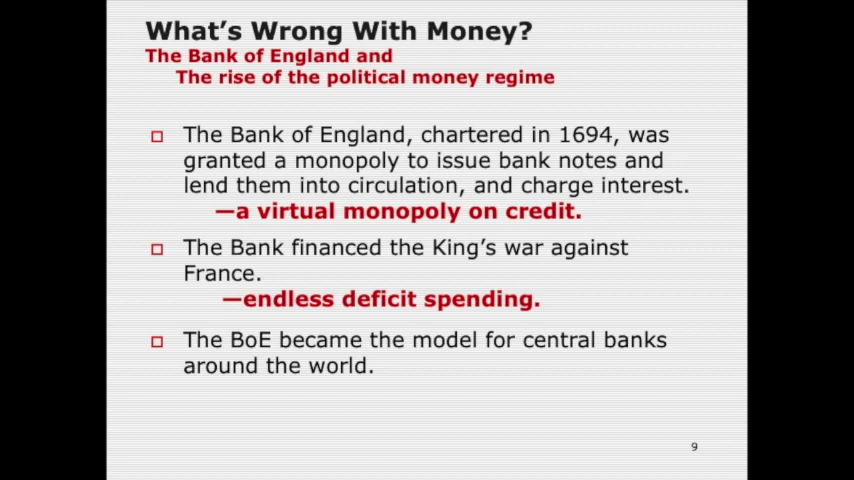 What's Wrong With Money?
The Bank of England and
The rise of the political money regime
The Bank of England, chartered in 1694, was
granted a monopoly to issue bank notes and
lend them into circulation, and charge interest.
—a virtual monopoly on credit.
The Bank financed the King's war against
France.
—endless deficit spending.
The BoE became the model for central banks
around the world.
9